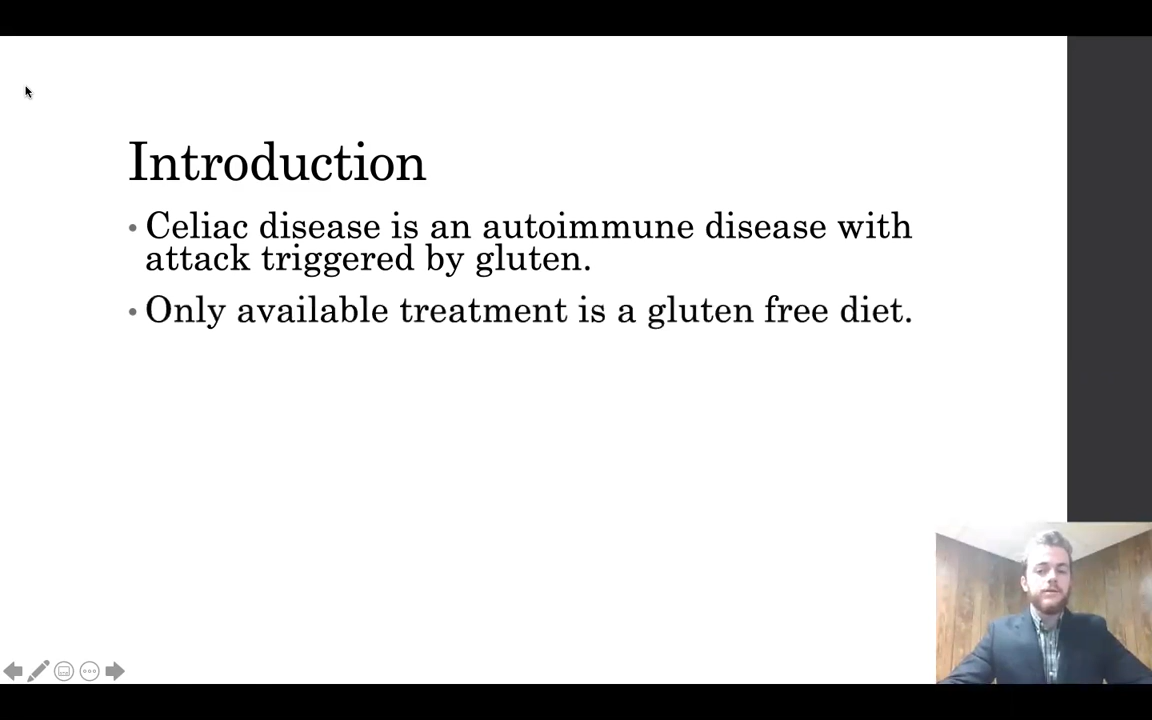 Introduction
• Celiac disease is an autoimmune disease with
attack triggered by gluten.
• Only available treatment is a gluten free diet.